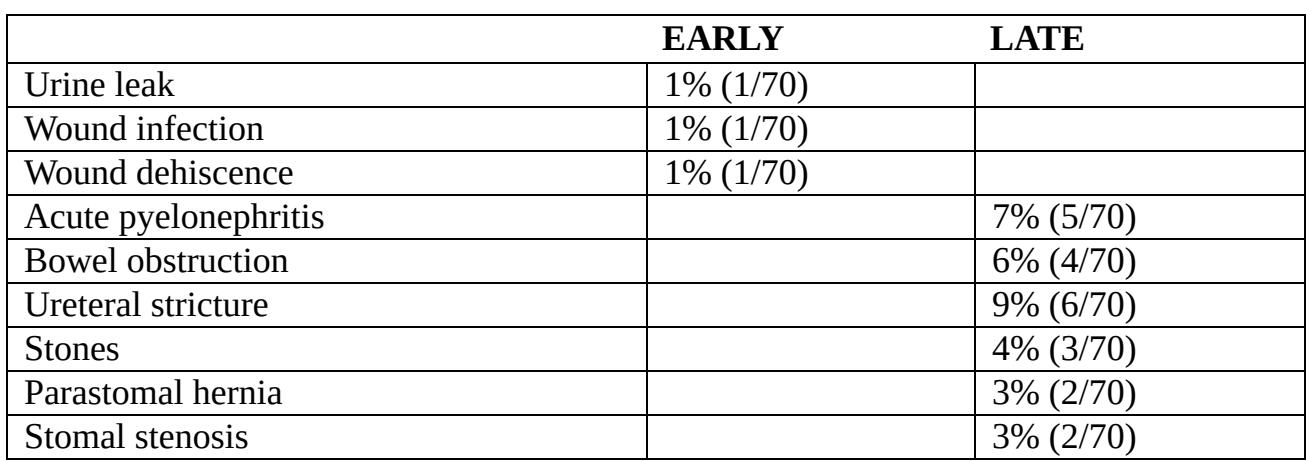 EARLY LATE
Urine leak 1% (1/70)
Wound infection 1% (1/70)
Wound dehiscence 1% (1/70)
Acute pyelonephritis 7% (5/70)
Bowel obstruction 6% (4/70)
Ureteral stricture 9% (6/70)
Stones 4% (3/70)
Parastomal hernia 3% (2/70)
Stomal stenosis 3% (2/70)